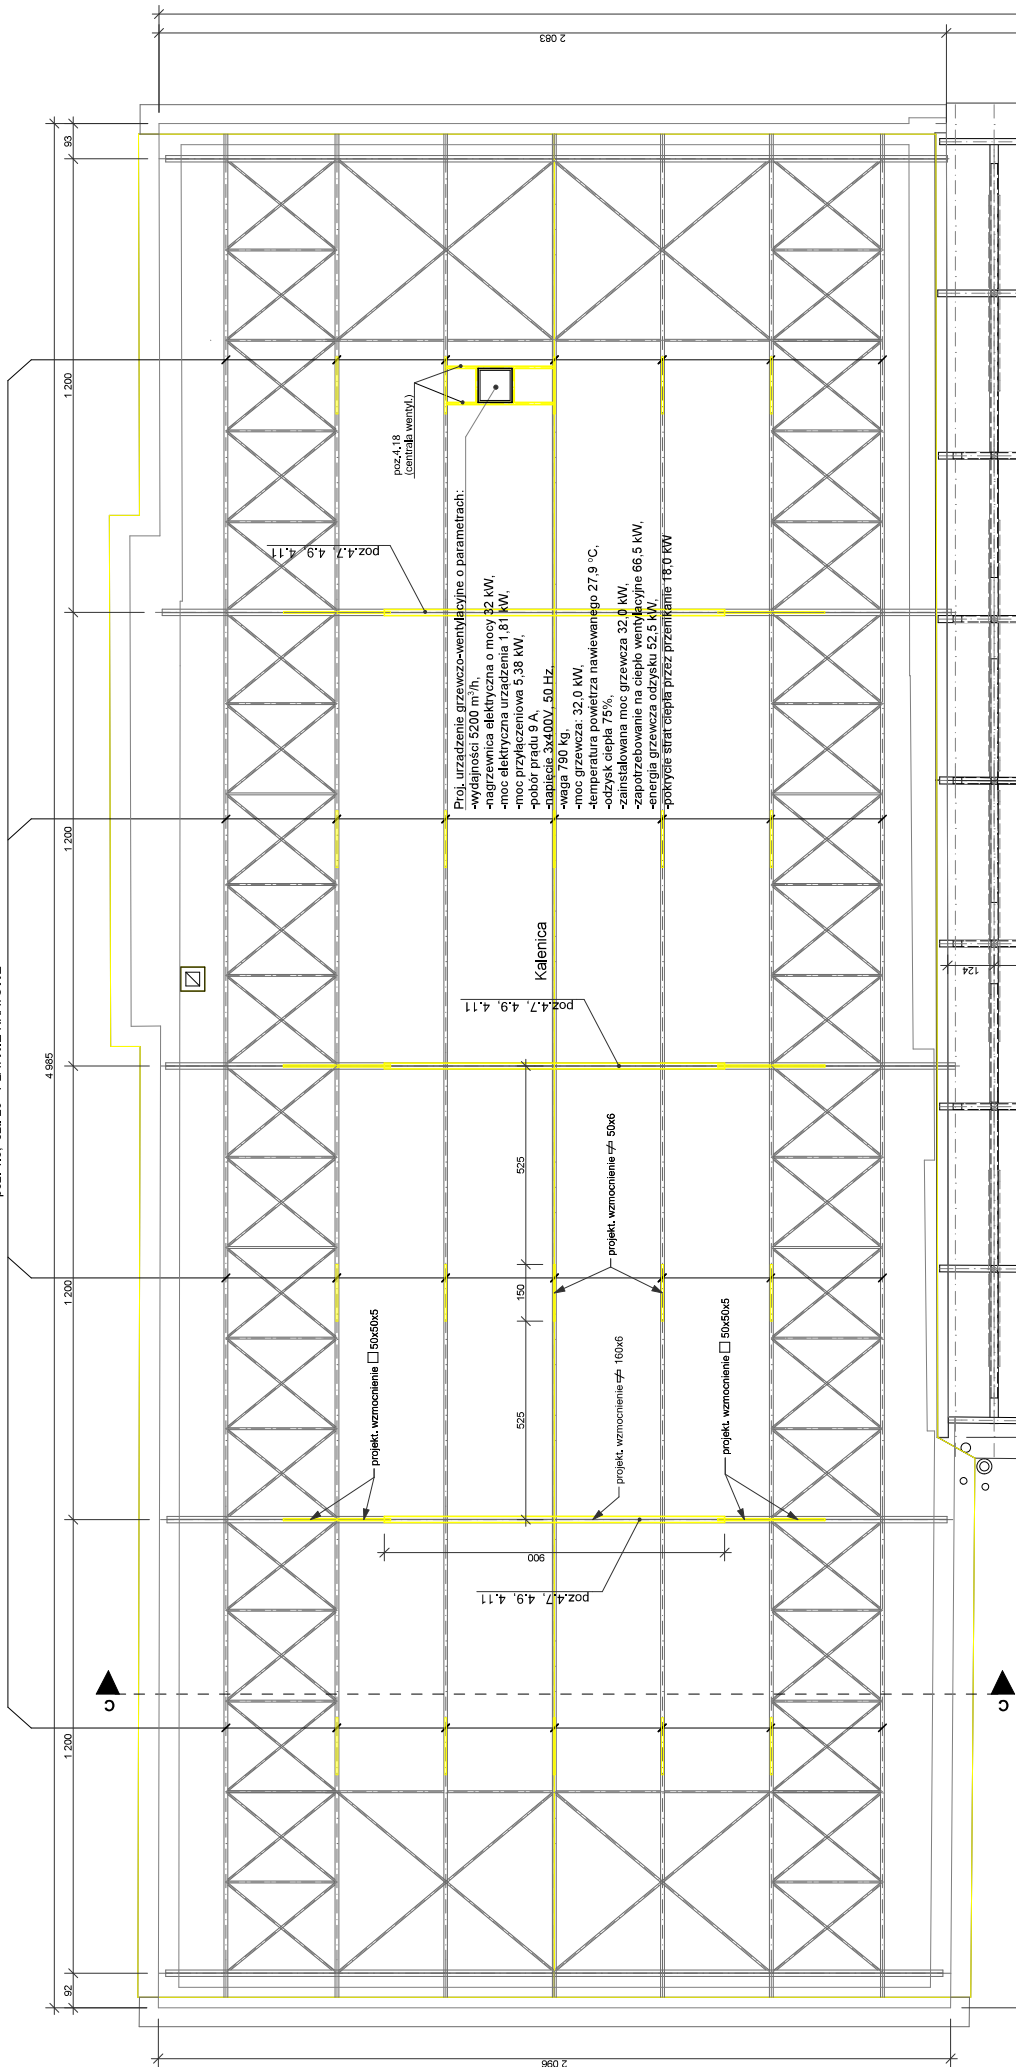 2 083
4 985
93
1 200
1 200
1 200
1 200
92
2 096
poz.4.18
(centrala wentyl.)
poz.4.7, 4.9, 4.11
Proj. urządzenie grzewczo-wentylacyjne o parametrach:
-wydajności 5200 m³/h,
-nagrzewnica elektryczna o mocy 32 kW,
-moc elektryczna urządzenia 1,81 kW,
-moc przyłączeniowa 5,38 kW,
-pobór prądu 9 A,
-napięcie 3x400V, 50 Hz,
-waga 790 kg,
-moc grzewcza: 32,0 kW,
-temperatura powietrza nawiewanego 27,9 °C,
-odzysk ciepła 75%,
-zainstalowana moc grzewcza 32,0 kW,
-zapotrzebowanie na ciepło wentylacyjne 66,5 kW,
-energia grzewcza odzysku 52,5 kW,
-pokrycie strat ciepła przez przenikanie 18,0 kW
Kalenica
poz.4.7, 4.9, 4.11
124
525
150
525
projekt. wzmocnienie 50x6
projekt. wzmocnienie 50x50x5
projekt. wzmocnienie 160x6
projekt. wzmocnienie 50x50x5
900
poz.4.7, 4.9, 4.11
C
C